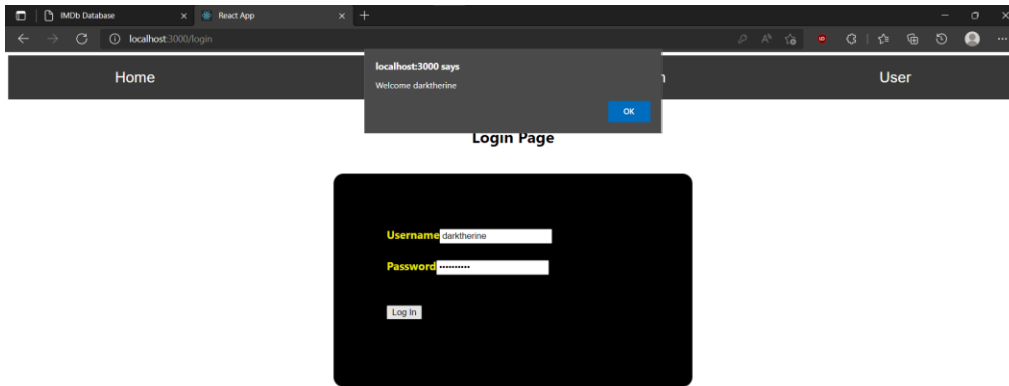 IMDb Database
React App
localhost:3000/login
Home
User
localhost:3000 says
Welcome darktherine
OK
Login Page
Username darktherine
Password ••••••••••
Log In